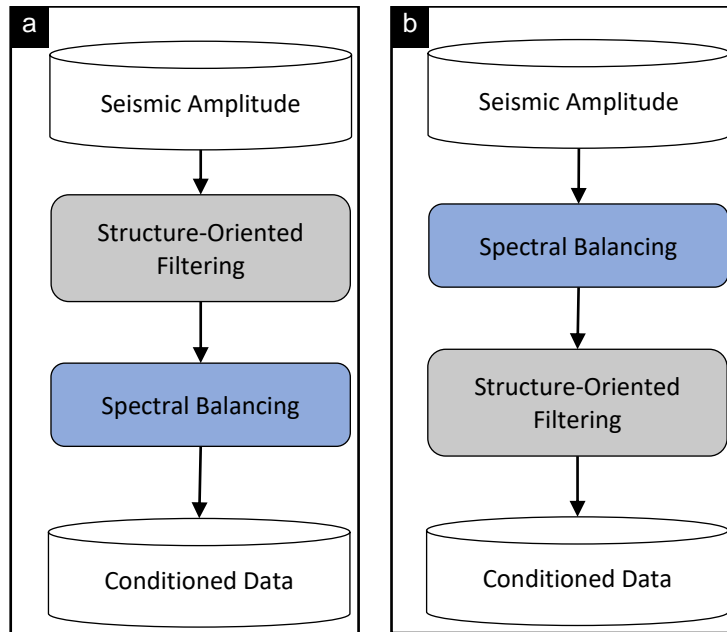 a
Seismic Amplitude
Structure-Oriented
Filtering
Spectral Balancing
Conditioned Data
b
Seismic Amplitude
Spectral Balancing
Structure-Oriented
Filtering
Conditioned Data